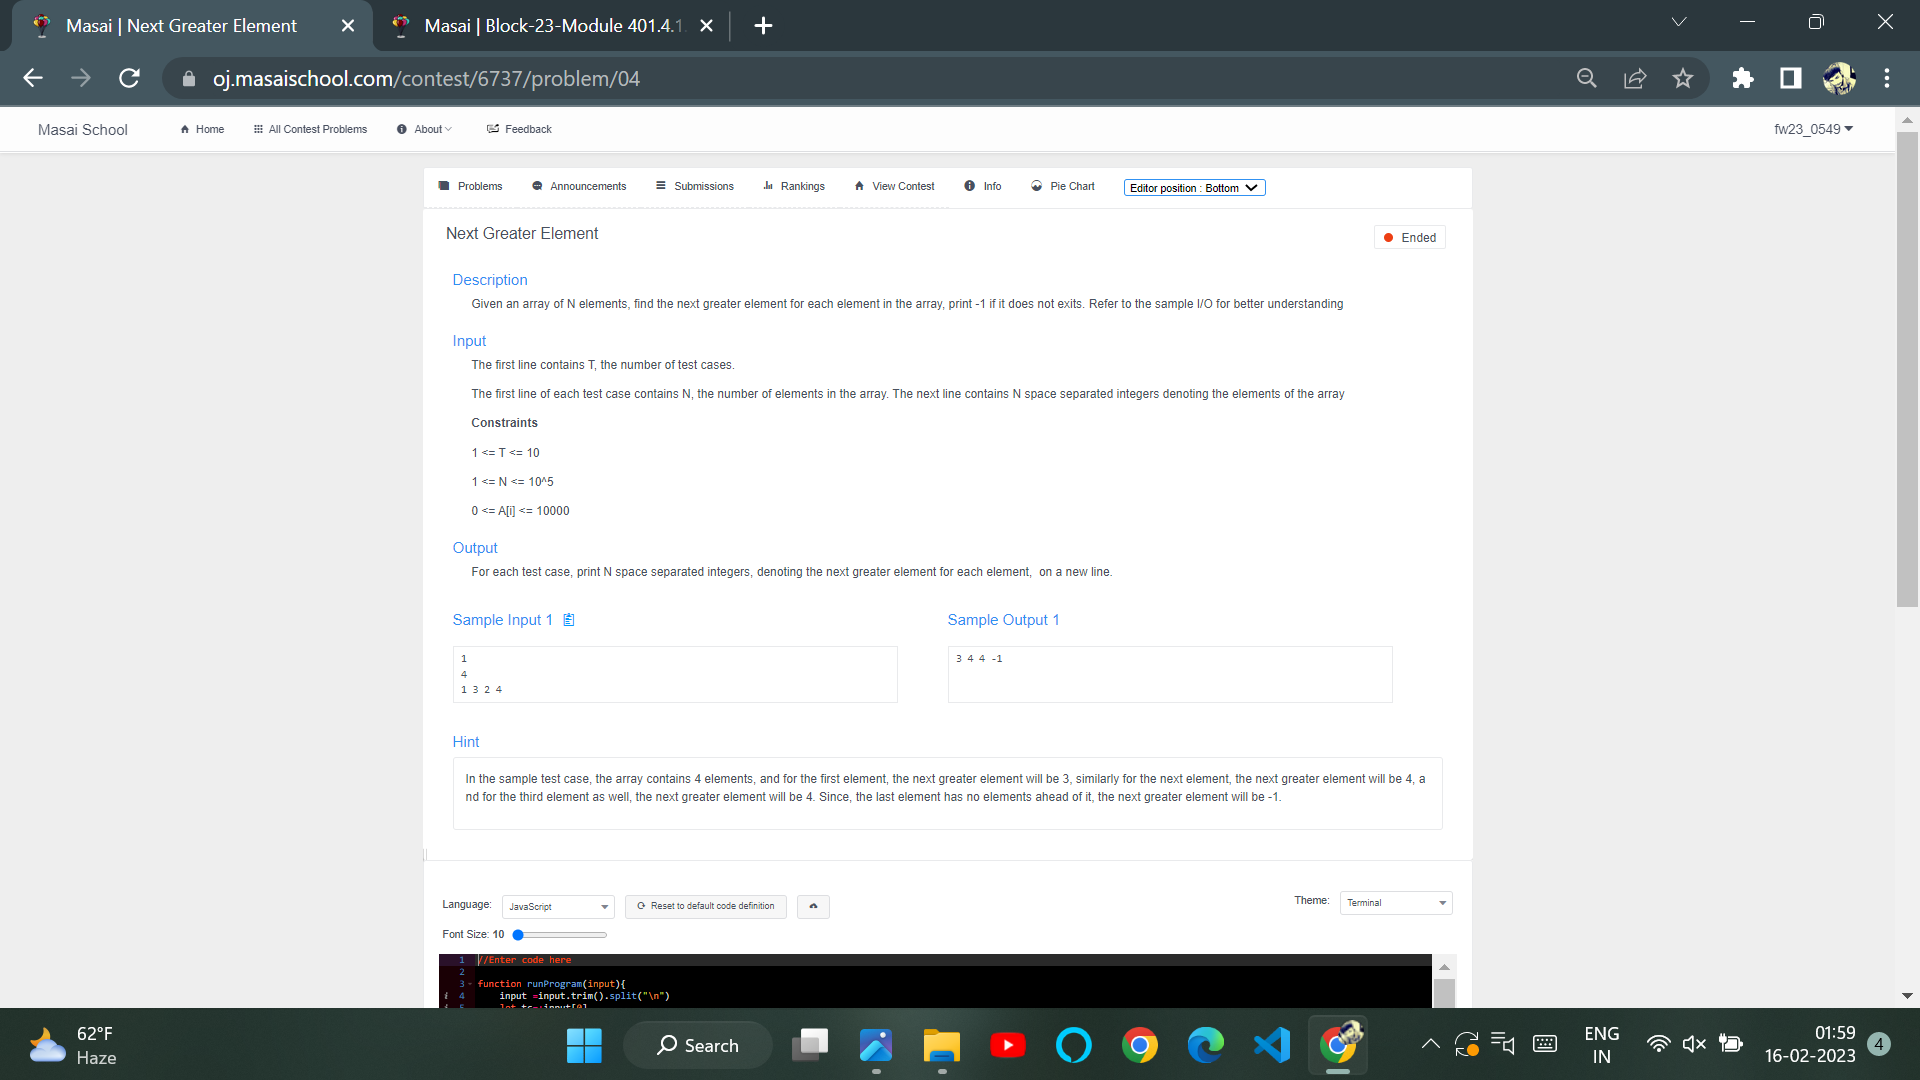 Masai | Next Greater Element
Masai | Block-23-Module 401.4.1
oj.masaischool.com/contest/6737/problem/04
Masai School
Home
All Contest Problems
About
Feedback
fw23_0549
Problems
Announcements
Submissions
Rankings
View Contest
Info
Pie Chart
Editor position : Bottom
Next Greater Element
Ended
Description
Given an array of N elements, find the next greater element for each element in the array, print -1 if it does not exits. Refer to the sample I/O for better understanding
Input
The first line contains T, the number of test cases.
The first line of each test case contains N, the number of elements in the array. The next line contains N space separated integers denoting the elements of the array
Constraints
1 <= T <= 10
1 <= N <= 10^5
0 <= A[i] <= 10000
Output
For each test case, print N space separated integers, denoting the next greater element for each element,  on a new line.
Sample Input 1
1
4
1 3 2 4
Sample Output 1
3 4 4 -1
Hint
In the sample test case, the array contains 4 elements, and for the first element, the next greater element will be 3, similarly for the next element, the next greater element will be 4, a
nd for the third element as well, the next greater element will be 4. Since, the last element has no elements ahead of it, the next greater element will be -1.
Language: JavaScript
Reset to default code definition
Theme: Terminal
Font Size: 10
1 //Enter code here
2
3 function runProgram(input){
4 input =input.trim().split("\n")
62°F
Haze
Search
ENG
IN
01:59
16-02-2023
4